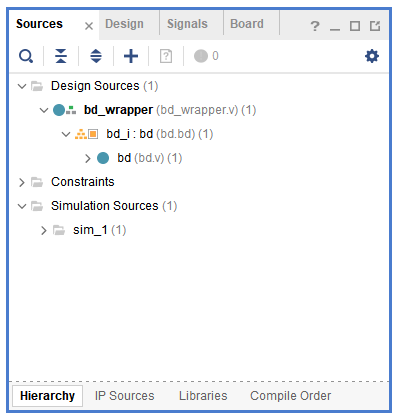 Sources × Design Signals Board ? _
0
Design Sources (1)
bd_wrapper (bd_wrapper.v) (1)
bd_i : bd (bd.bd) (1)
bd (bd.v) (1)
Constraints
Simulation Sources (1)
sim_1 (1)
Hierarchy IP Sources Libraries Compile Order